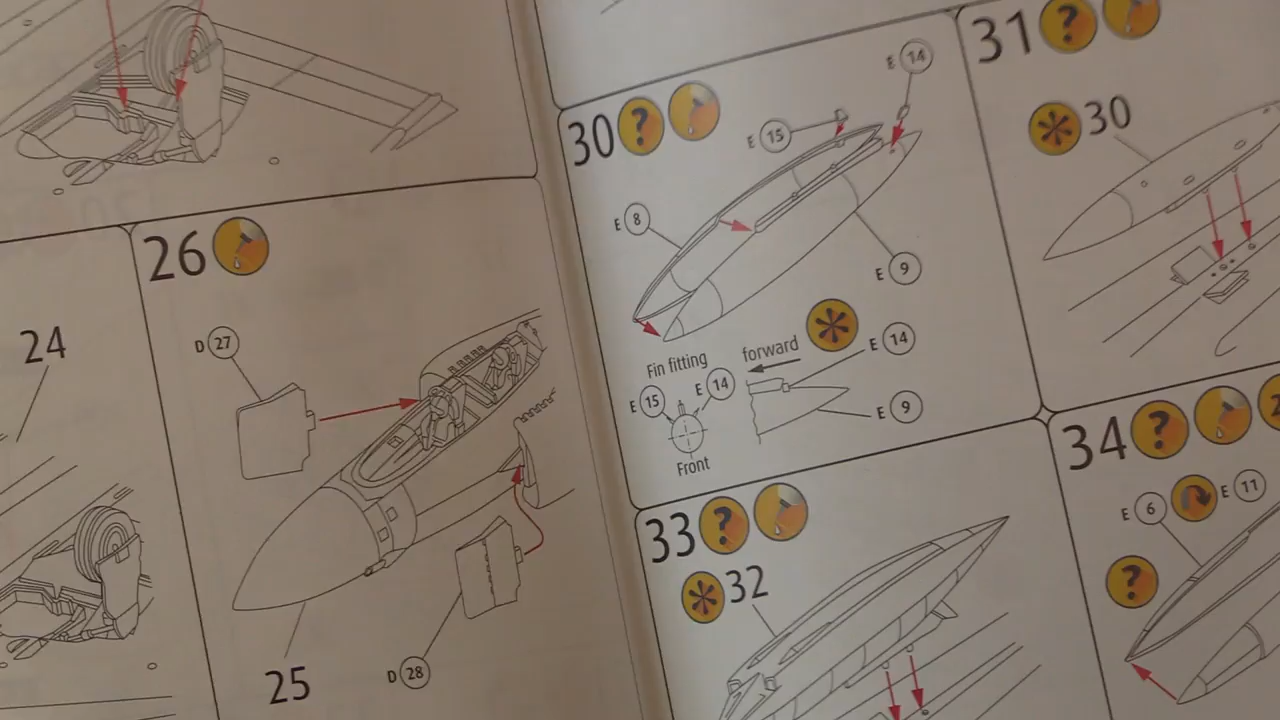 24
26
D 27
25
D 28
30 ?
E 14
E 15
E 8
E 9
Fin fitting
forward
E 14
E 15
E 14
E 9
Front
31 ?
30
33 ?
32
34 ?
E 6
E 11
?